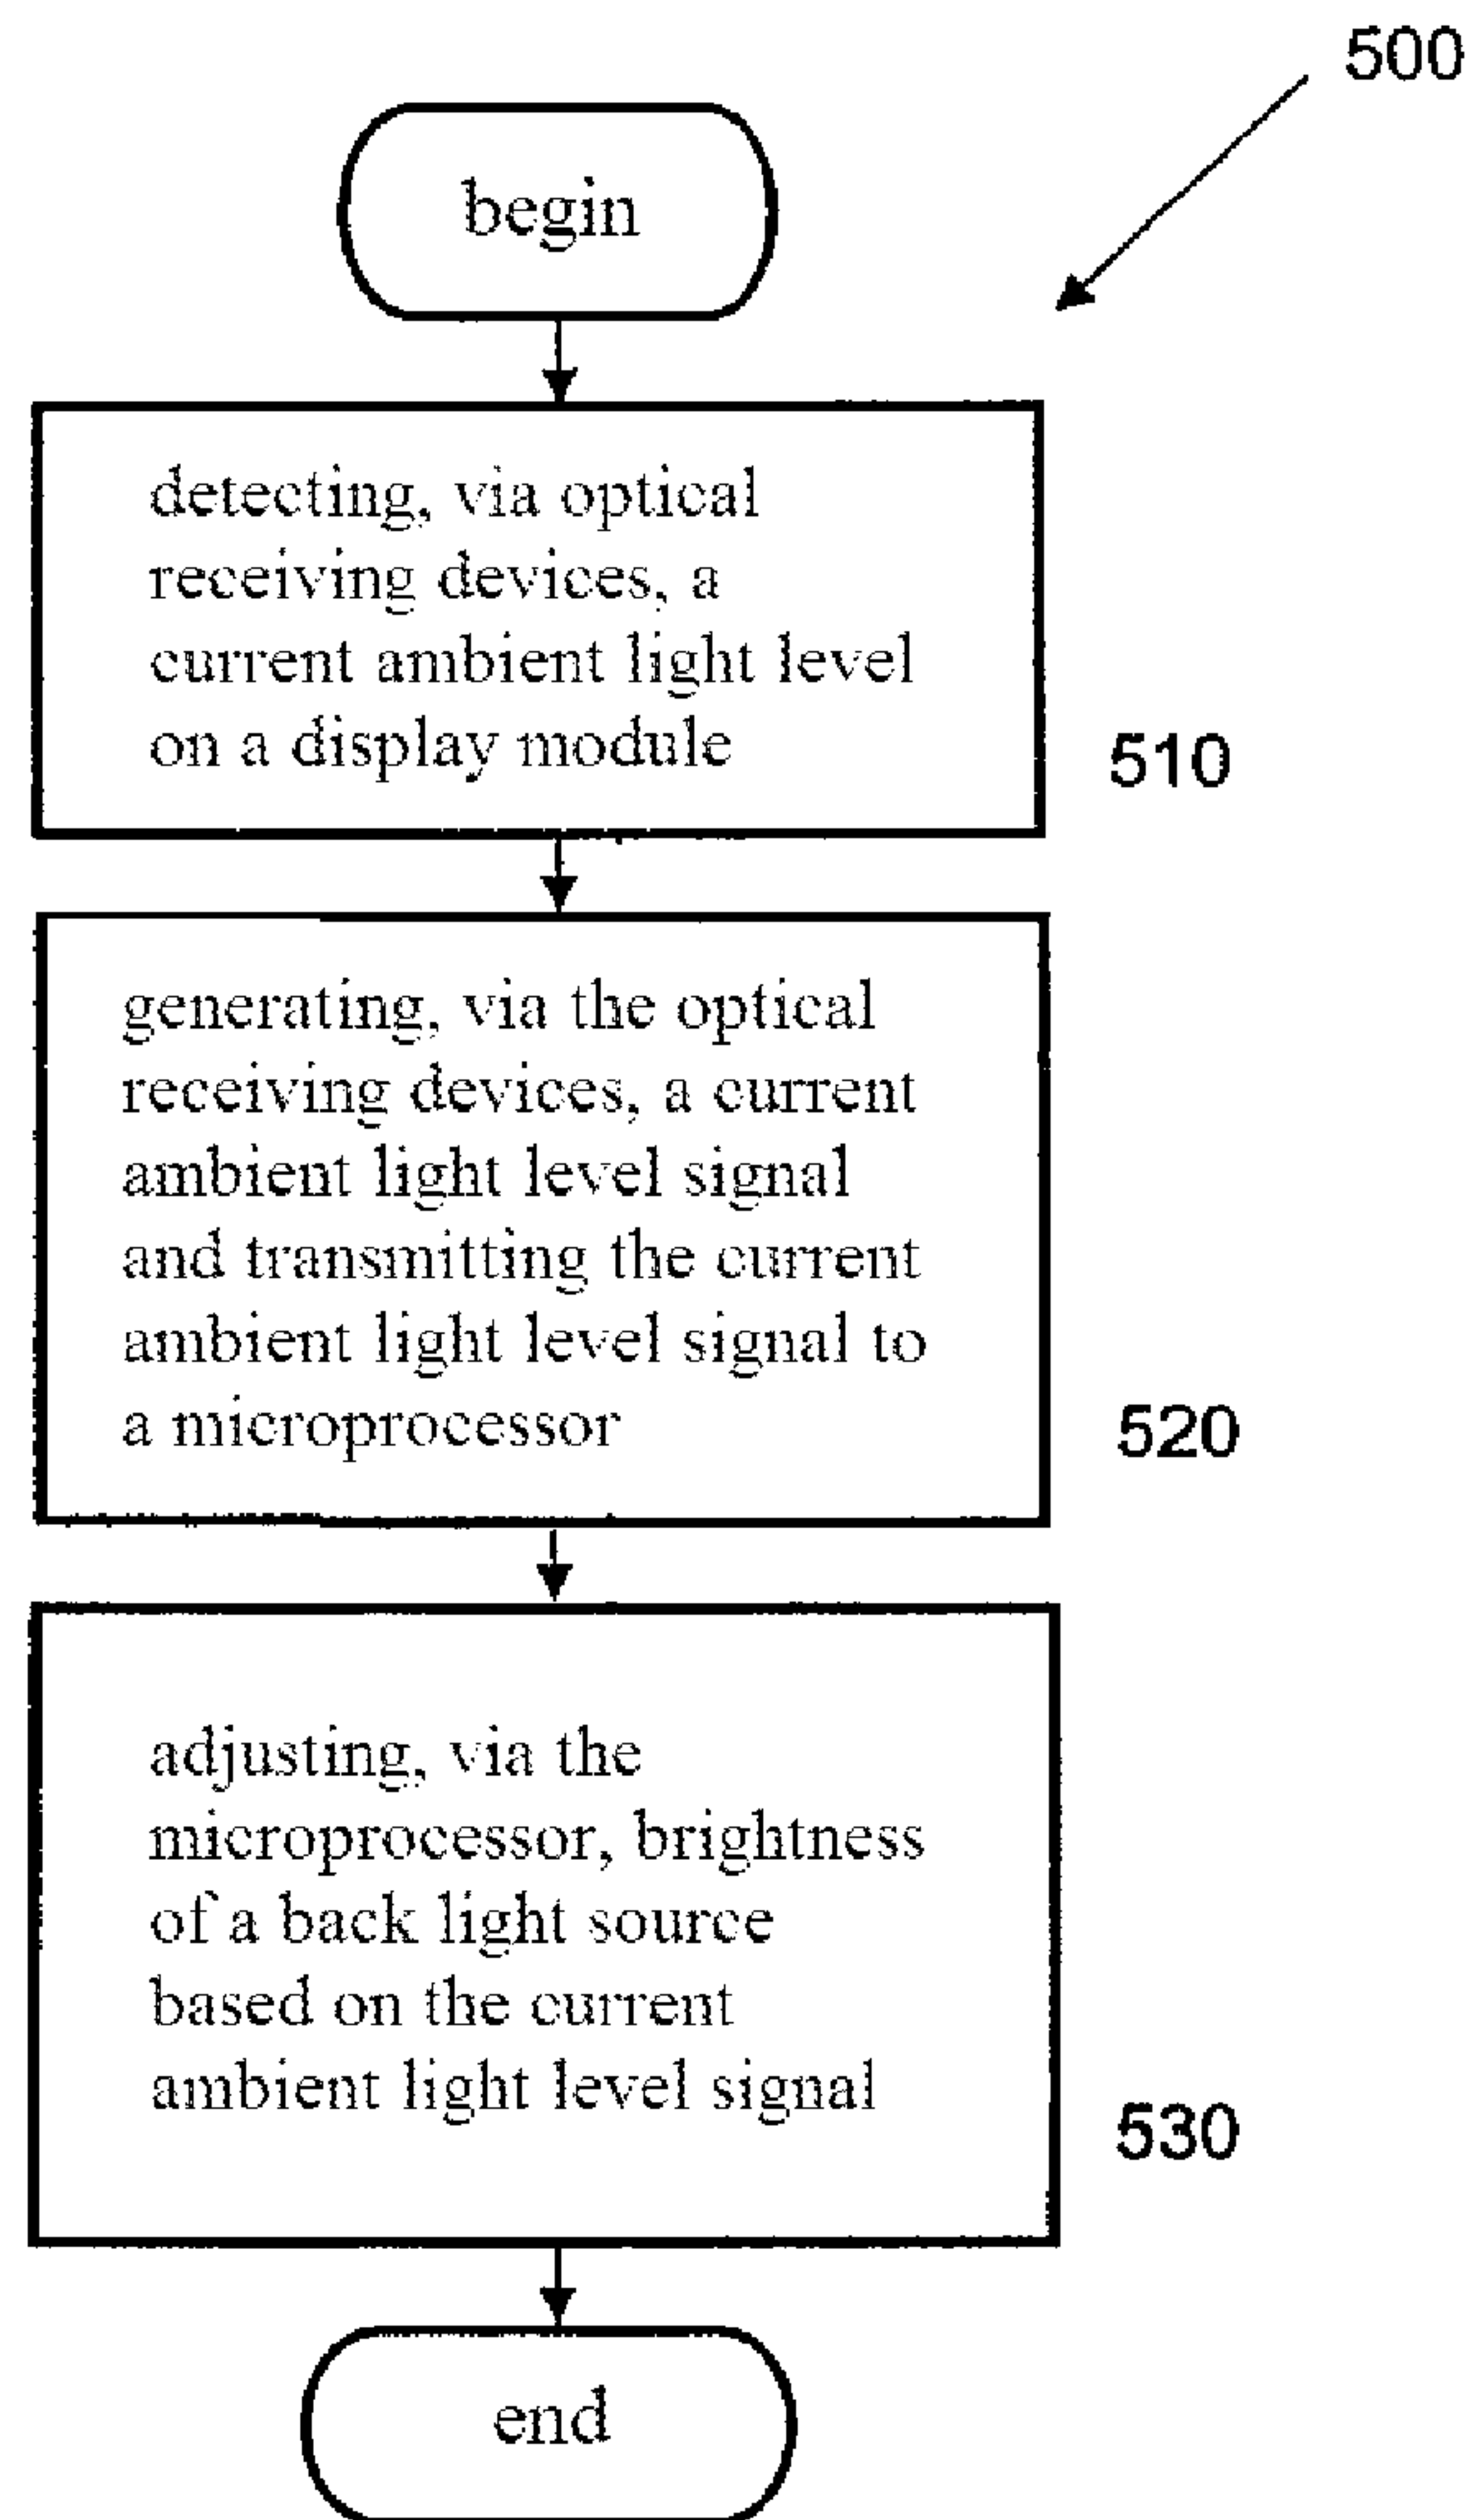 500
begin
detecting, via optical
receiving devices, a
current ambient light level
on a display module
510
generating, via the optical
receiving devices, a current
ambient light level signal
and transmitting the current
ambient light level signal to
a microprocessor
520
adjusting, via the
microprocessor, brightness
of a back light source
based on the current
ambient light level signal
530
end